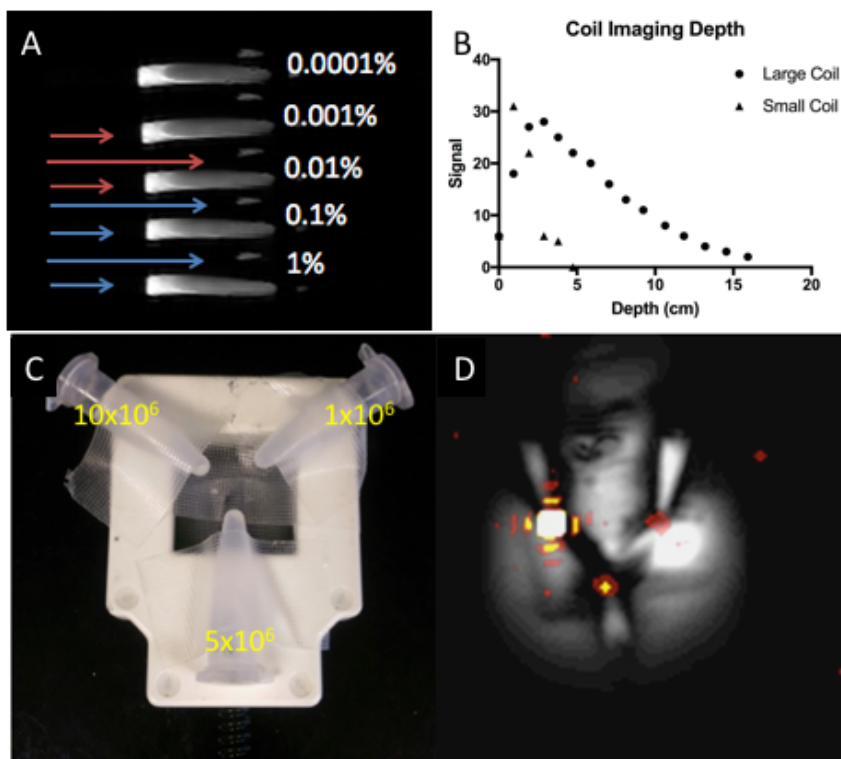 A
0.0001%
0.001%
0.01%
0.1%
1%
B
Coil Imaging Depth
Large Coil
Small Coil
Signal
40
30
20
10
0
0
5
10
15
20
Depth (cm)
C
10x10⁶
1x10⁶
5x10⁶
D